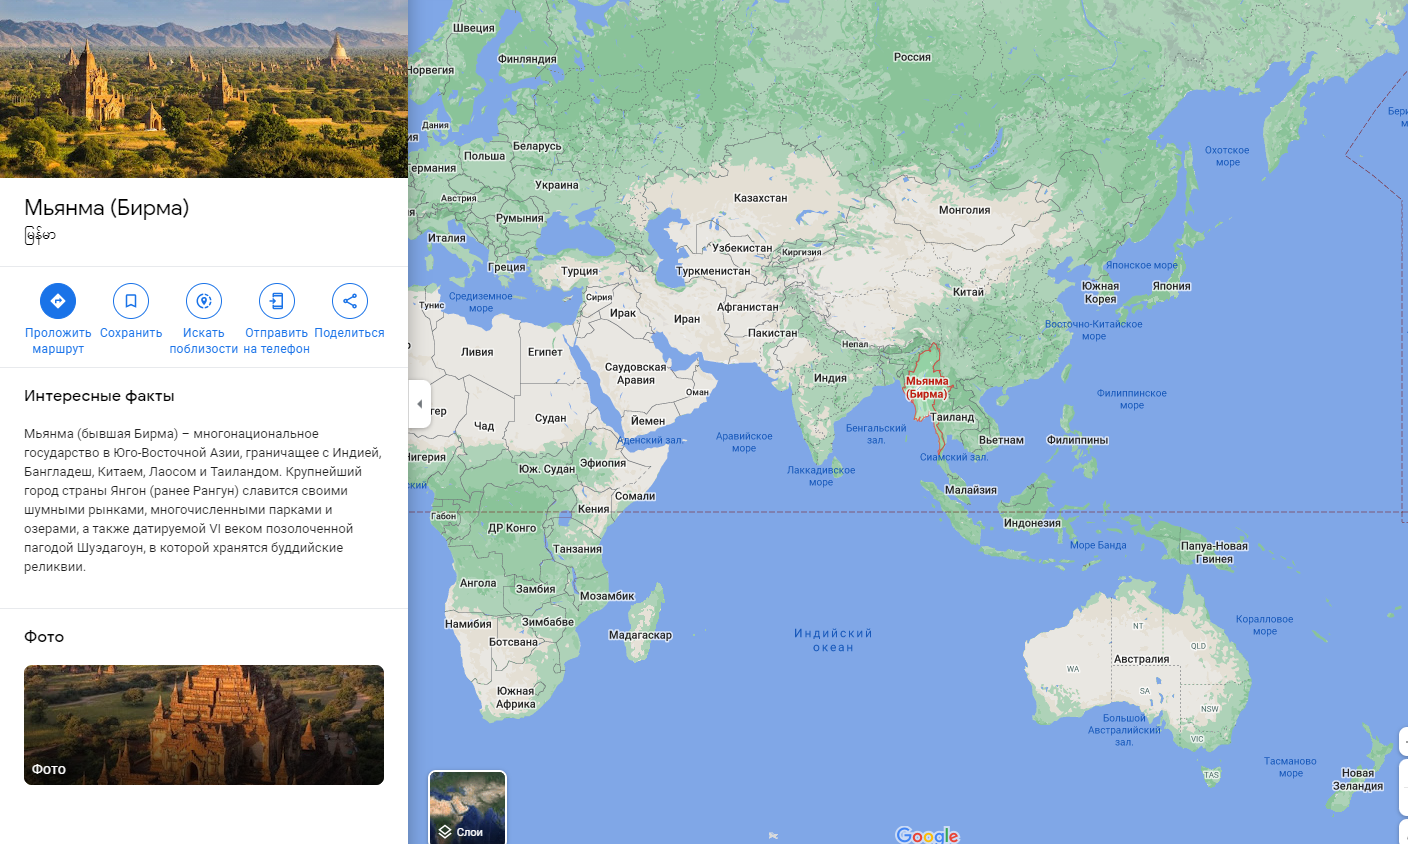 Мьянма (Бирма)
မြန်မာ
Проложить
маршрут
Сохранить
Искать
поблизости
Отправить
на телефон
Поделиться
Интересные факты
Мьянма (бывшая Бирма) – многонациональное
государство в Юго-Восточной Азии, граничащее с Индией,
Бангладеш, Китаем, Лаосом и Таиландом. Крупнейший
город страны Янгон (ранее Рангун) славится своими
шумными рынками, многочисленными парками и
озерами, а также датируемой VI веком позолоченной
пагодой Шуэдагоун, в которой хранятся буддийские
реликвии.
Фото
Фото
Швеция
Финляндия
Норвегия
Россия
Дания
Беларусь
Польша
ермания
Украина
Австрия
Румыния
Италия
Греция
Турция
Казахстан
Монголия
Узбекистан
Киргизия
Туркменистан
Охотское
море
Японское море
Южная
Корея
Япония
Китай
Восточно-Китайское
море
Средиземное
море
Тунис
Сирия
Ирак
Иран
Афганистан
Пакистан
Непал
Ливия
Египет
Саудовская
Аравия
Оман
Индия
Мьянма
(Бирма)
Таиланд
Вьетнам
Филиппины
Филиппинское
море
Бенгальский
зал.
Сиамский зал.
Аравийское
море
Лаккадивское
море
гер
Чад
Судан
Йемен
Аденский зал.
Нигерия
Юж. Судан
Эфиопия
ский
Сомали
Кения
Габон
ДР Конго
Танзания
Малайзия
Индонезия
Море Банда
Папуа-Новая
Гвинея
Ангола
Замбия
Мозамбик
Намибия
Зимбабве
Ботсвана
Мадагаскар
Южная
Африка
Индийский
океан
Коралловое
море
NT
QLD
WA
Австралия
SA
NSW
VIC
TAS
Большой
Австралийский
зал.
Тасманово
море
Новая
Зеландия
Слои
Google